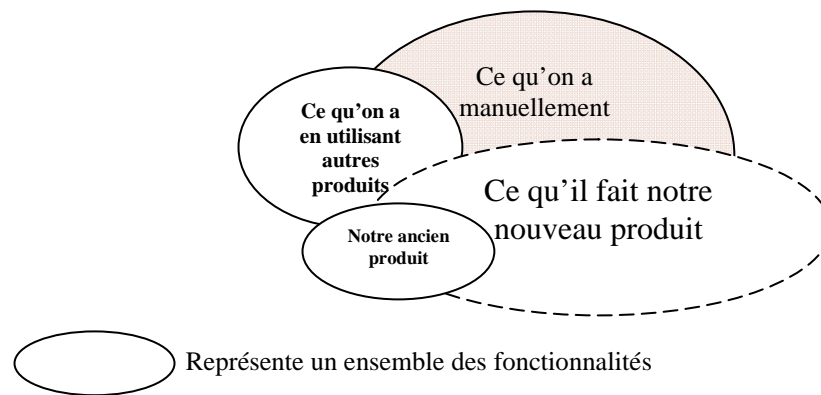 Ce qu’on a
manuellement
Ce qu’on a
en utilisant
autres
produits
Ce qu’il fait notre
nouveau produit
Notre ancien
produit
Représente un ensemble des fonctionnalités